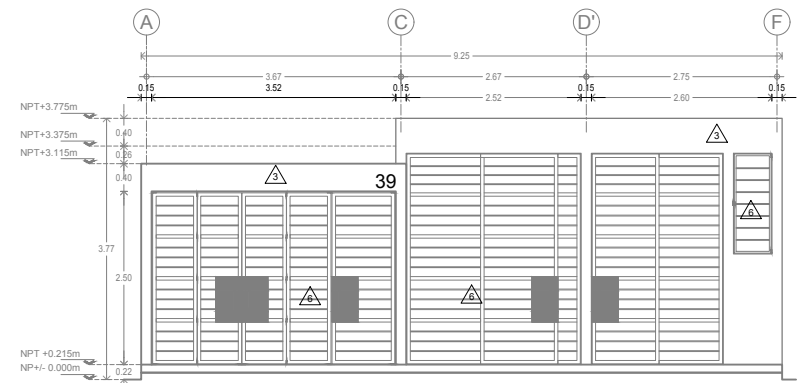 A C D' F
9.25
3.67 2.67 2.75
0.15 3.52 0.15 2.52 0.15 2.60 0.15
NPT+3.775m
0.40
NPT+3.375m
0.26
NPT+3.115m
0.40
3
3
39
6
3.77
2.50
6
6
NPT +0.215m
0.22
NP+/- 0.000m